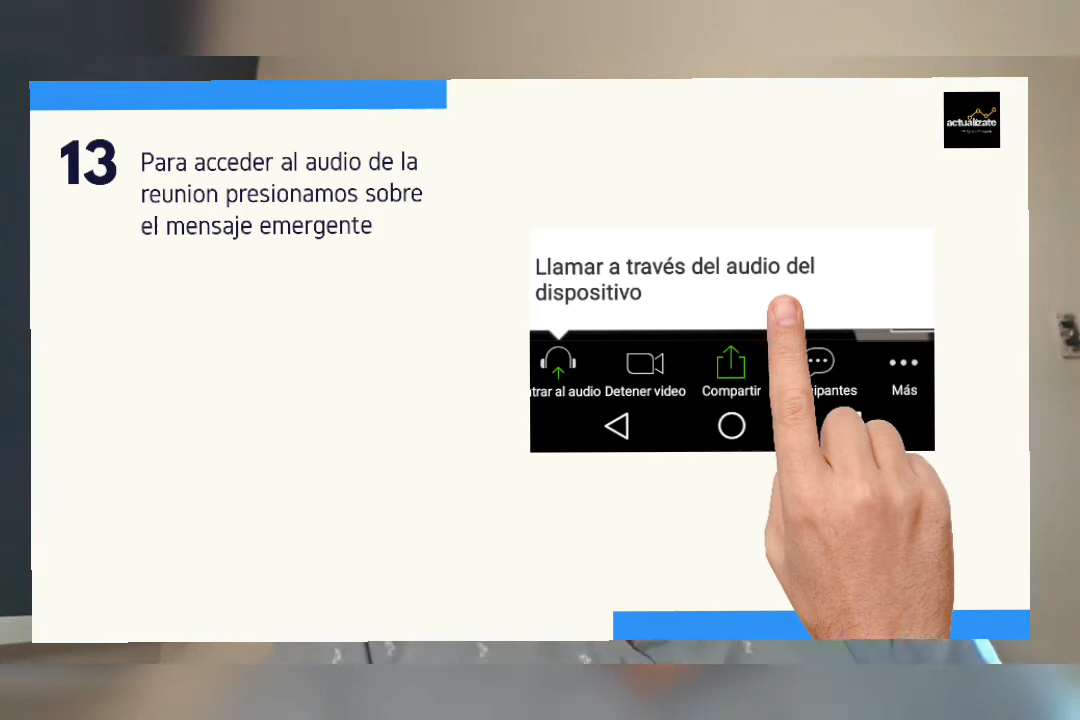 13
Para acceder al audio de la
reunion presionamos sobre
el mensaje emergente
actualízate
Llamar a través del audio del
dispositivo
trar al audio Detener video Compartir ipantes Más